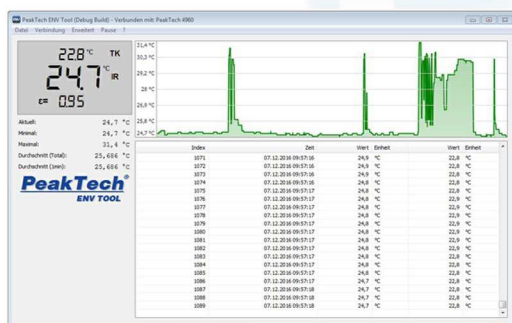 PeakTech ENV Tool (Debug Build) - Verbunden mit: PeakTech 4960
Datei Verbindung Erweitert Pause ?
22.8 °C TK
24.7 °C IR
ε= 0.95
Aktuell: 24,7 °C
Minimal: 24,7 °C
Maximal: 31,4 °C
Durchschnitt (Total): 25,686 °C
Durchschnitt (1min): 25,686 °C
PeakTech®
ENV TOOL
31,4 °C
30,3 °C
29,2 °C
28 °C
26,9 °C
25,8 °C
24,7 °C
Index Zeit Wert Einheit Wert Einheit
1071 07.12.2016 09:57:16 24,9 °C 22,8 °C
1072 07.12.2016 09:57:16 24,9 °C 22,9 °C
1073 07.12.2016 09:57:16 24,9 °C 22,8 °C
1074 07.12.2016 09:57:16 24,8 °C 22,8 °C
1075 07.12.2016 09:57:17 24,8 °C 22,9 °C
1076 07.12.2016 09:57:17 24,8 °C 22,9 °C
1077 07.12.2016 09:57:17 24,8 °C 22,8 °C
1078 07.12.2016 09:57:17 24,8 °C 22,9 °C
1079 07.12.2016 09:57:17 24,8 °C 22,8 °C
1080 07.12.2016 09:57:17 24,8 °C 22,9 °C
1081 07.12.2016 09:57:17 24,8 °C 22,9 °C
1082 07.12.2016 09:57:17 24,8 °C 22,9 °C
1083 07.12.2016 09:57:17 24,8 °C 22,8 °C
1084 07.12.2016 09:57:17 24,8 °C 22,8 °C
1085 07.12.2016 09:57:17 24,8 °C 22,8 °C
1086 07.12.2016 09:57:17 24,7 °C 22,8 °C
1087 07.12.2016 09:57:18 24,7 °C 22,8 °C
1088 07.12.2016 09:57:18 24,7 °C 22,8 °C
1089 07.12.2016 09:57:18 24,7 °C 22,8 °C